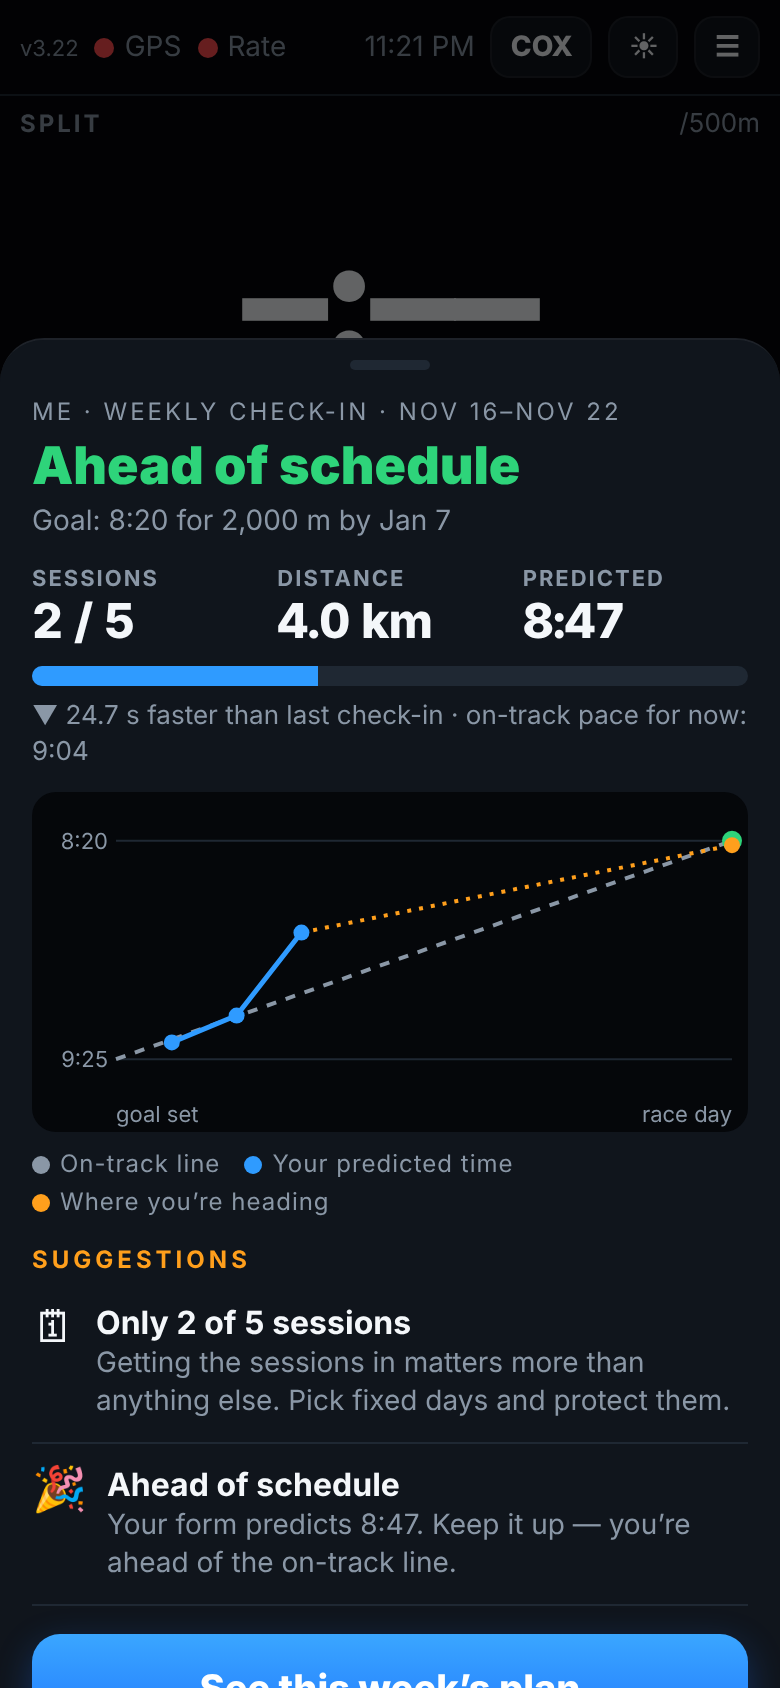 v3.22 GPS Rate 11:21 PM COX
SPLIT /500m
ME · WEEKLY CHECK-IN · NOV 16–NOV 22
Ahead of schedule
Goal: 8:20 for 2,000 m by Jan 7
SESSIONS DISTANCE PREDICTED
2 / 5 4.0 km 8:47
▼ 24.7 s faster than last check-in · on-track pace for now:
9:04
8:20
9:25
goal set race day
On-track line Your predicted time
Where you’re heading
SUGGESTIONS
Only 2 of 5 sessions
Getting the sessions in matters more than
anything else. Pick fixed days and protect them.
Ahead of schedule
Your form predicts 8:47. Keep it up — you’re
ahead of the on-track line.
See this week’s plan